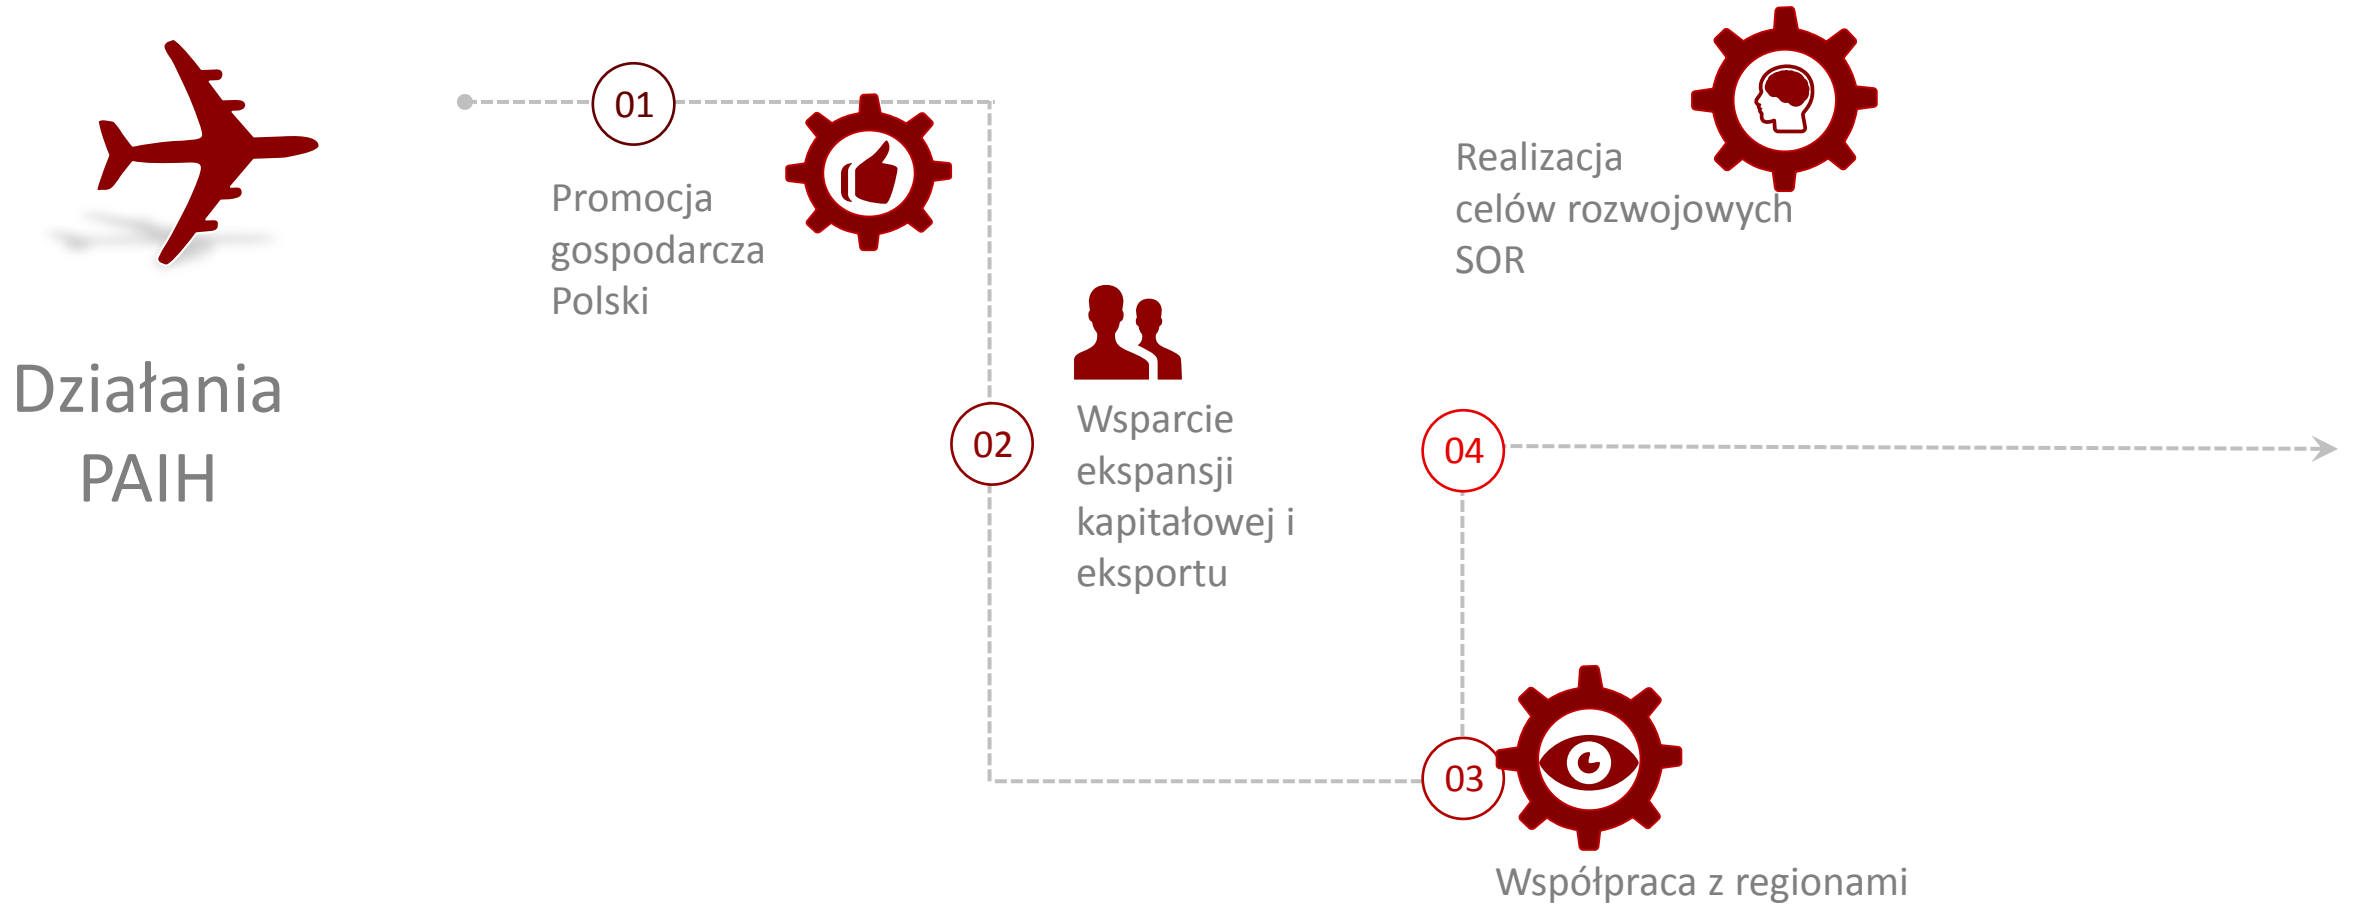 Działania
PAIH
01
Promocja
gospodarcza
Polski
02
Wsparcie
ekspansji
kapitałowej i
eksportu
03
Współpraca z regionami
04
Realizacja
celów rozwojowych
SOR